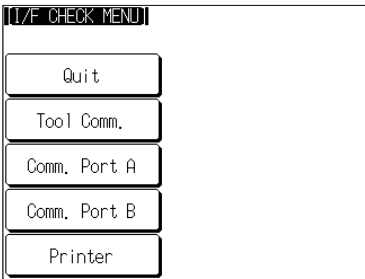 [I/F CHECK MENU]
Quit
Tool Comm.
Comm. Port A
Comm. Port B
Printer